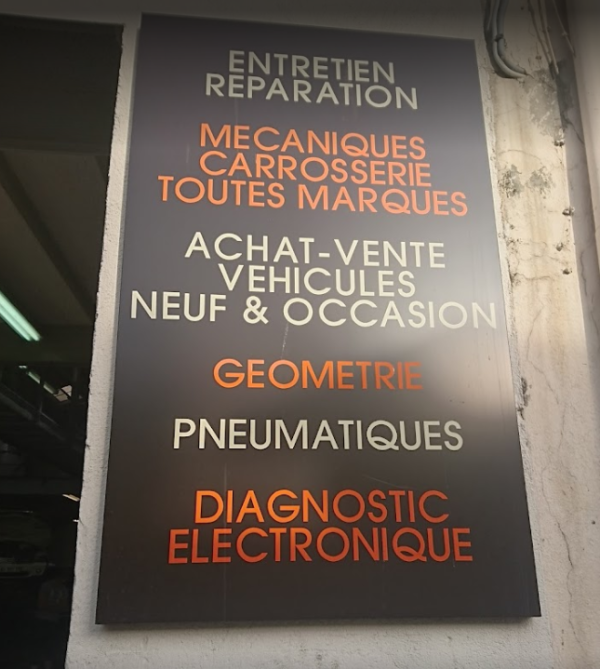 ENTRETIEN
REPARATION
MECANIQUES
CARROSSERIE
TOUTES MARQUES
ACHAT-VENTE
VEHICULES
NEUF & OCCASION
GEOMETRIE
PNEUMATIQUES
DIAGNOSTIC
ELECTRONIQUE